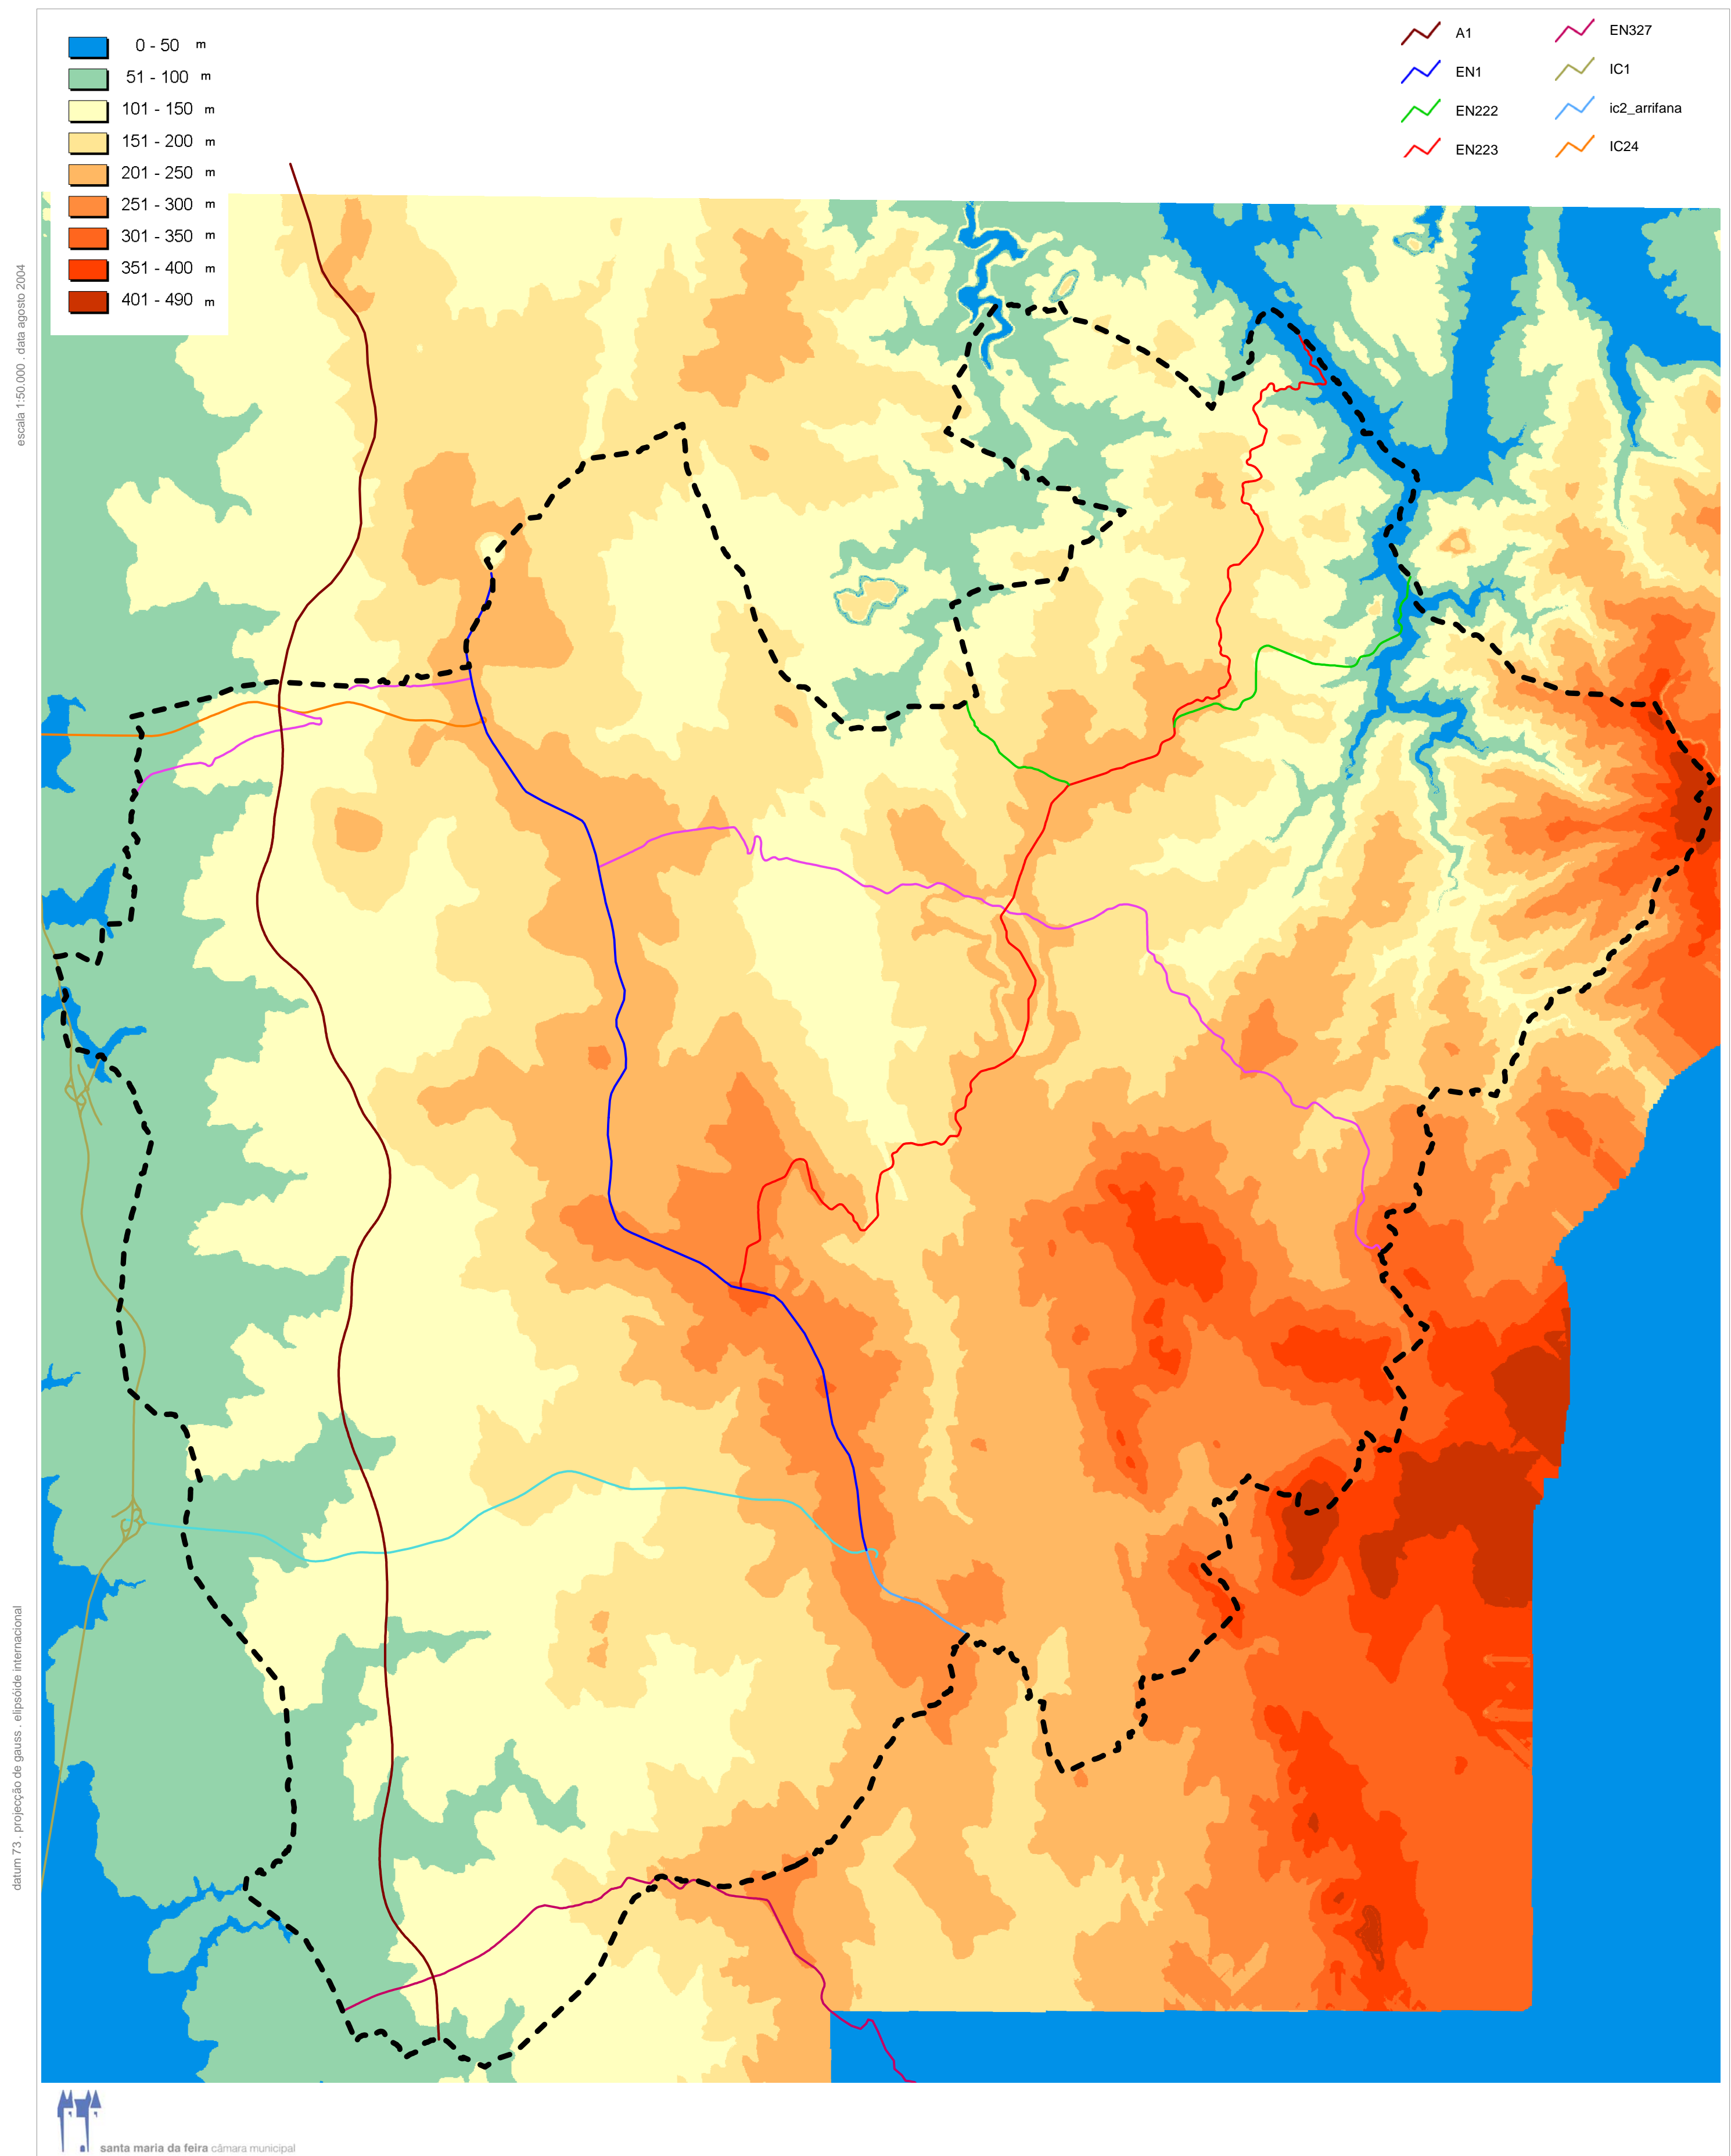 0 - 50 m
51 - 100 m
101 - 150 m
151 - 200 m
201 - 250 m
251 - 300 m
301 - 350 m
351 - 400 m
401 - 490 m
A1
EN1
EN222
EN223
EN327
IC1
ic2_arrifana
IC24
escala 1:50.000 . data agosto 2004
datum 73 . projecção de gauss . elipsóide internacional
santa maria da feira câmara municipal